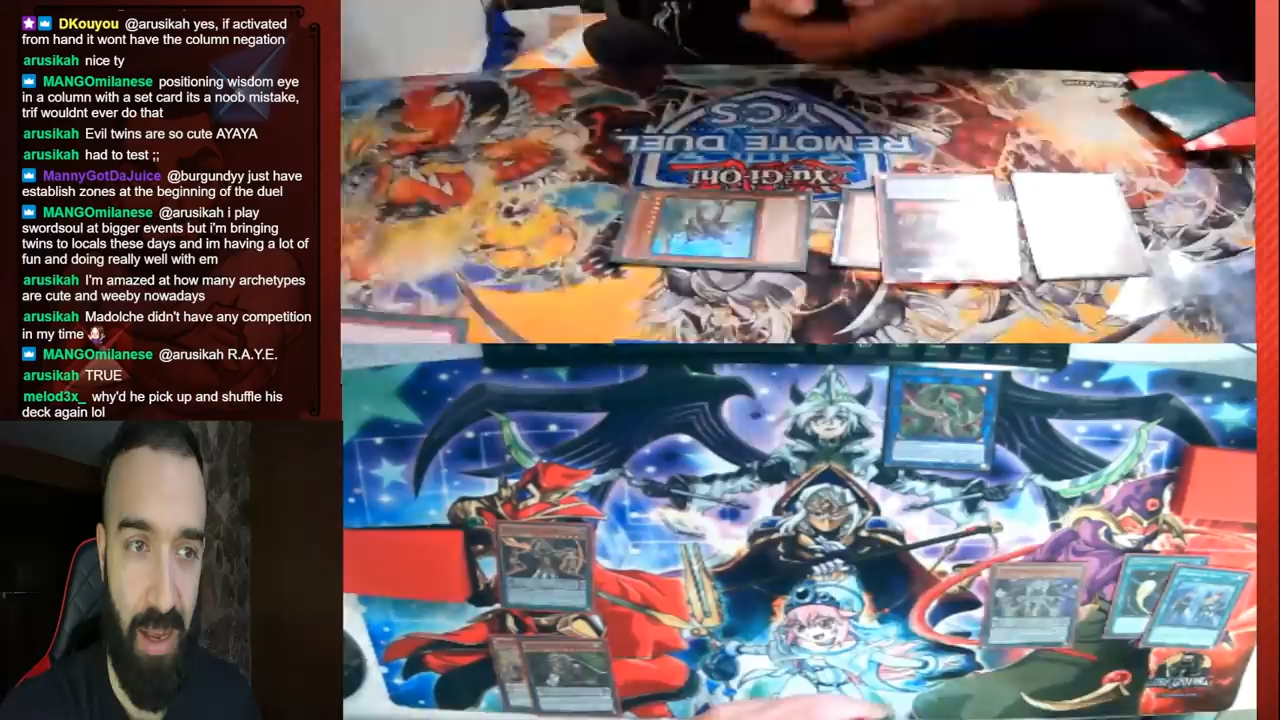 DKouyou @arusikah yes, if activated
from hand it wont have the column negation
arusikah nice ty
MANGOmilanese positioning wisdom eye
in a column with a set card its a noob mistake,
trif wouldnt ever do that
arusikah Evil twins are so cute AYAYA
arusikah had to test ;;
MannyGotDaJuice @burgundyy just have
establish zones at the beginning of the duel
MANGOmilanese @arusikah i play
swordsoul at bigger events but i'm bringing
twins to locals these days and im having a lot of
fun and doing really well with em
arusikah I'm amazed at how many archetypes
are cute and weeby nowadays
arusikah Madolche didn't have any competition
in my time
MANGOmilanese @arusikah R.A.Y.E.
arusikah TRUE
melod3x_ why'd he pick up and shuffle his
deck again lol
Yu-Gi-Oh!
REMOTE DUEL
YCS